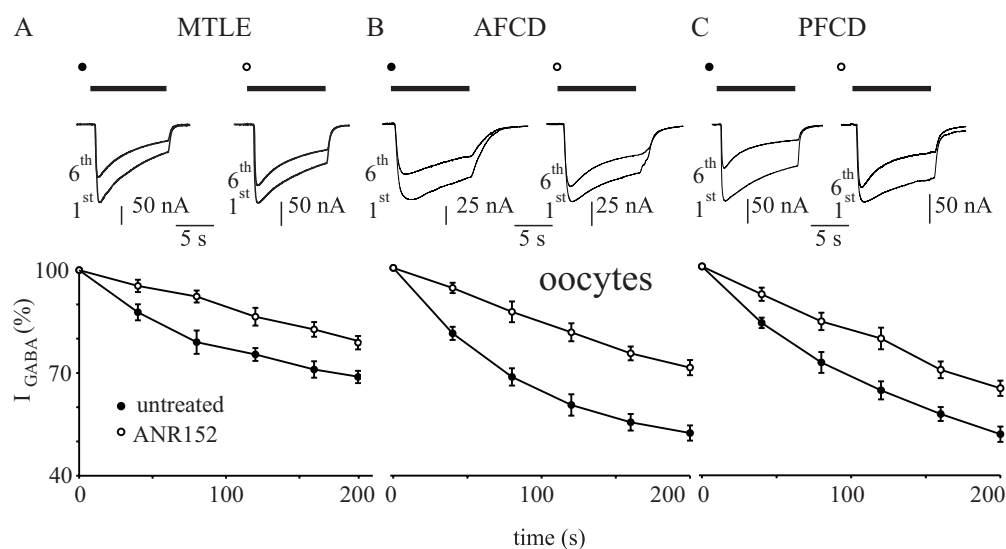 A MTLE B AFCD C PFCD
6th 6th 6th 6th 6th 6th
1st 50 nA 1st 50 nA 1st 25 nA 1st 25 nA 1st 50 nA 1st 50 nA
5 s 5 s 5 s
100
oocytes
I GABA (%)
70
untreated
ANR152
40
0 100 200 0 100 200 0 100 200
time (s)